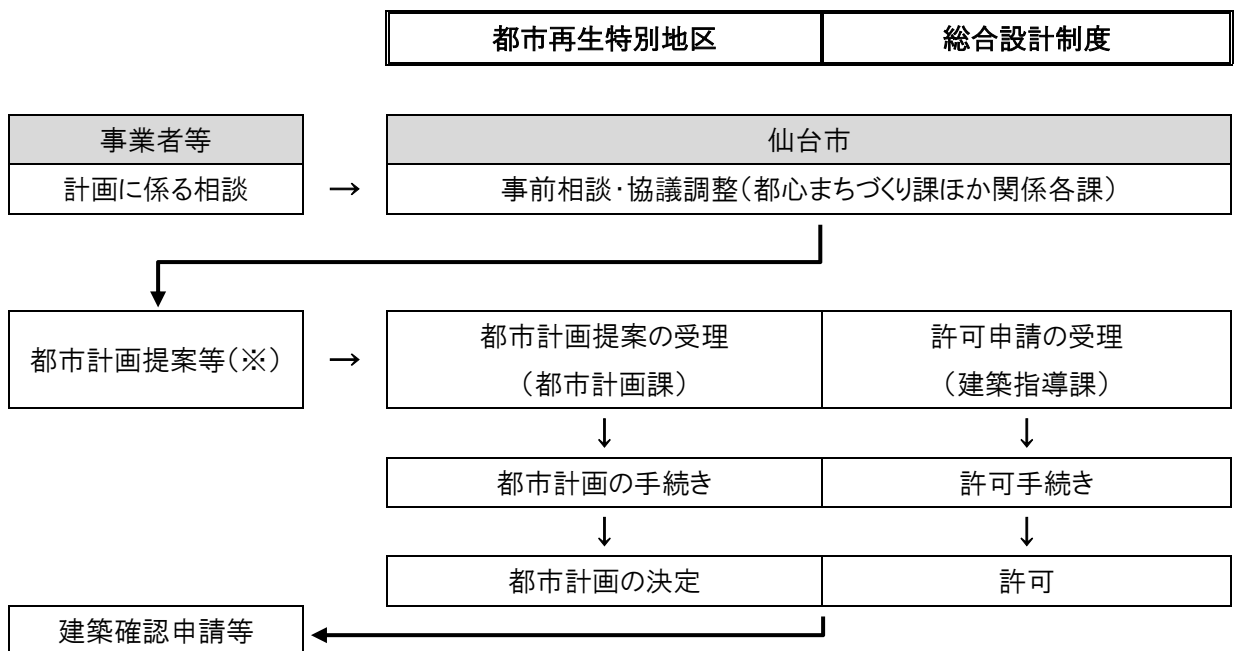 都市再生特別地区
総合設計制度
事業者等
仙台市
計画に係る相談
→
事前相談・協議調整(都心まちづくり課ほか関係各課)
都市計画提案等(※)
→
都市計画提案の受理
(都市計画課)
許可申請の受理
(建築指導課)
↓
↓
都市計画の手続き
許可手続き
↓
↓
都市計画の決定
許可
建築確認申請等